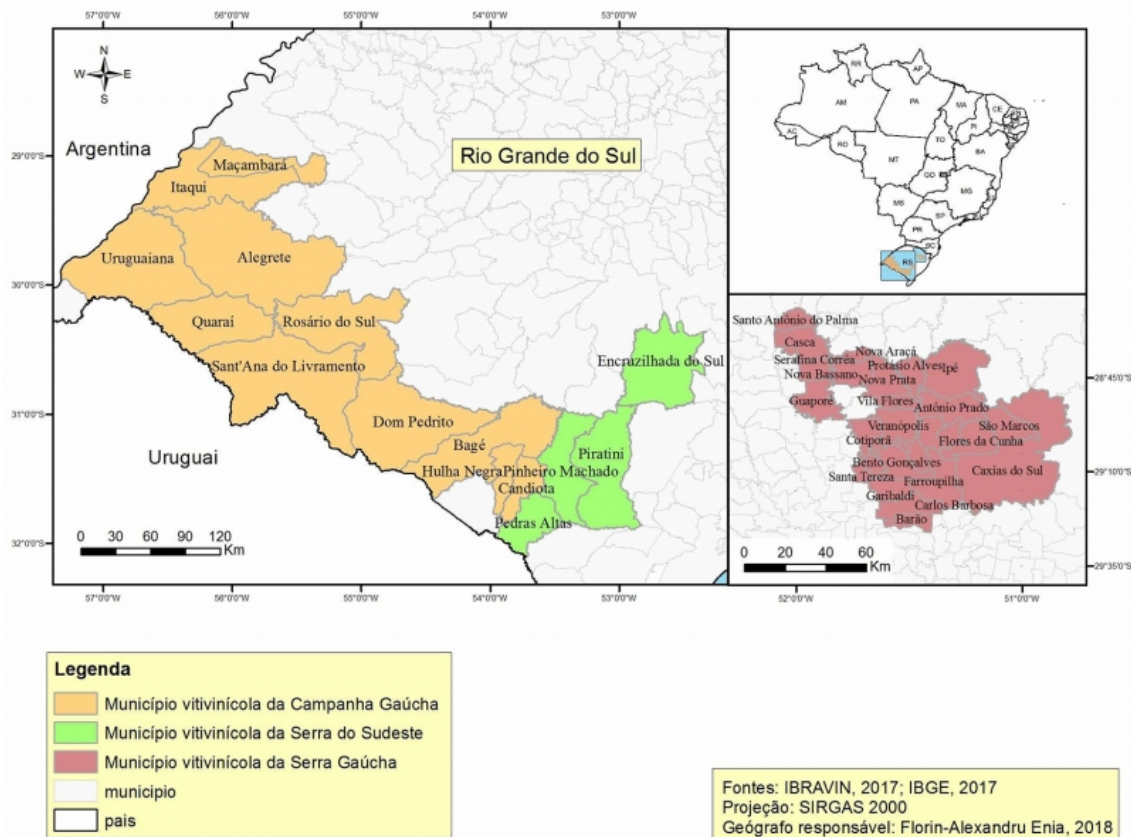 57°0'0"W 56°0'0"W 55°0'0"W 54°0'0"W 53°0'0"W
N
W E
S
Argentina
Rio Grande do Sul
29°0'0"S
Maçambará
Itaqui
Uruguaiana
Alegrete
30°0'0"S
Quaraí
Rosário do Sul
Sant'Ana do Livramento
Encruzilhada do Sul
31°0'0"S
Dom Pedrito
Bagé
Piratini
Uruguai
Hulha Negra
Pinheiro Machado
Candiota
Pedras Altas
32°0'0"S
0 30 60 90 120
Km
57°0'0"W 56°0'0"W 55°0'0"W 54°0'0"W 53°0'0"W
RR
AP
AM
PA
MA
CE
RN
PI
AC
TO
RO
BA
MT
GO
MG
MS
SP
PR
SC
RS
Santo Antônio do Palma
Casca
Nova Araçá
Serafina Corrêa
Protásio Alves
Ipê
28°45'0"S
Nova Bassano
Nova Prata
Guaporé
Vila Flores
Antônio Prado
Veranópolis
São Marcos
Cotiporã
Flores da Cunha
Bento Gonçalves
29°10'0"S
Santa Tereza
Caxias do Sul
Farroupilha
Garibaldi
Carlos Barbosa
Barão
0 20 40 60
Km
29°35'0"S
52°0'0"W 51°0'0"W
Legenda
Município vitivinícola da Campanha Gaúcha
Município vitivinícola da Serra do Sudeste
Município vitivinícola da Serra Gaúcha
municipio
pais
Fontes: IBRAVIN, 2017; IBGE, 2017
Projeção: SIRGAS 2000
Geógrafo responsável: Florin-Alexandru Enia, 2018